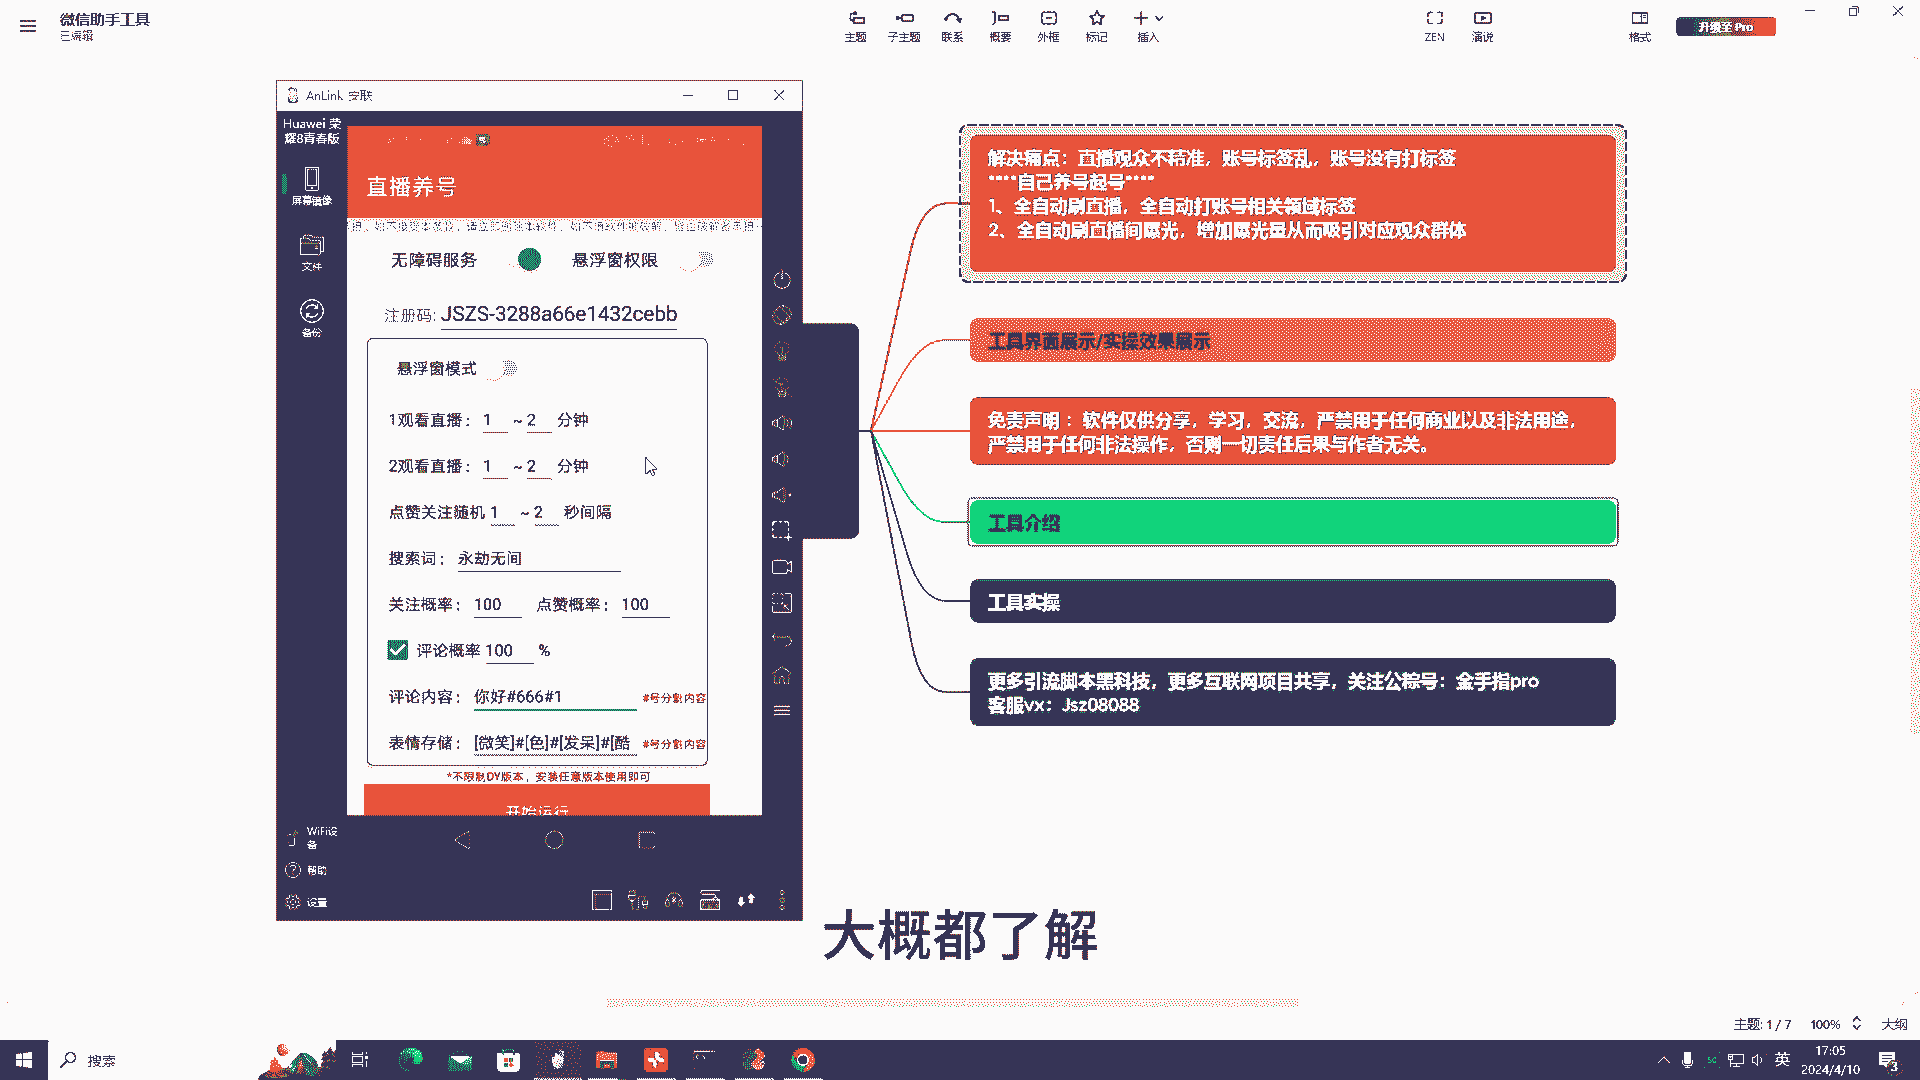 微信助手工具
已编辑
主题
子主题
联系
概要
外框
标记
插入
ZEN
演说
格式
升级至 Pro
AnLink 安联
Huawei 荣
耀8青春版
屏幕镜像
文件
备份
直播养号
无障碍服务
悬浮窗权限
注册码: JSZS-3288a66e1432cebb
悬浮窗模式
1观看直播： 1 ~ 2 分钟
2观看直播： 1 ~ 2 分钟
点赞关注随机 1 ~ 2 秒间隔
搜索词： 永劫无间
关注概率： 100 点赞概率： 100
评论概率 100 %
评论内容： 你好#666#1 #号分割内容
表情存储： [微笑]#[色]#[发呆]#[酷 #号分割内容
*不限制DY版本，安装任意版本使用即可
开始运行
WiFi设
备
帮助
设置
解决痛点：直播观众不精准，账号标签乱，账号没有打标签
****自己养号起号****
1、全自动刷直播，全自动打账号相关领域标签
2、全自动刷直播间曝光，增加曝光量从而吸引对应观众群体
工具界面展示/实操效果展示
免责声明：软件仅供分享，学习，交流，严禁用于任何商业以及非法用途，
严禁用于任何非法操作，否则一切责任后果与作者无关。
工具介绍
工具实操
更多引流脚本黑科技，更多互联网项目共享，关注公粽号：金手指pro
客服vx：Jsz08088
大概都了解
主题: 1 / 7
100%
大纲
搜索
英
17:05
2024/4/10
3